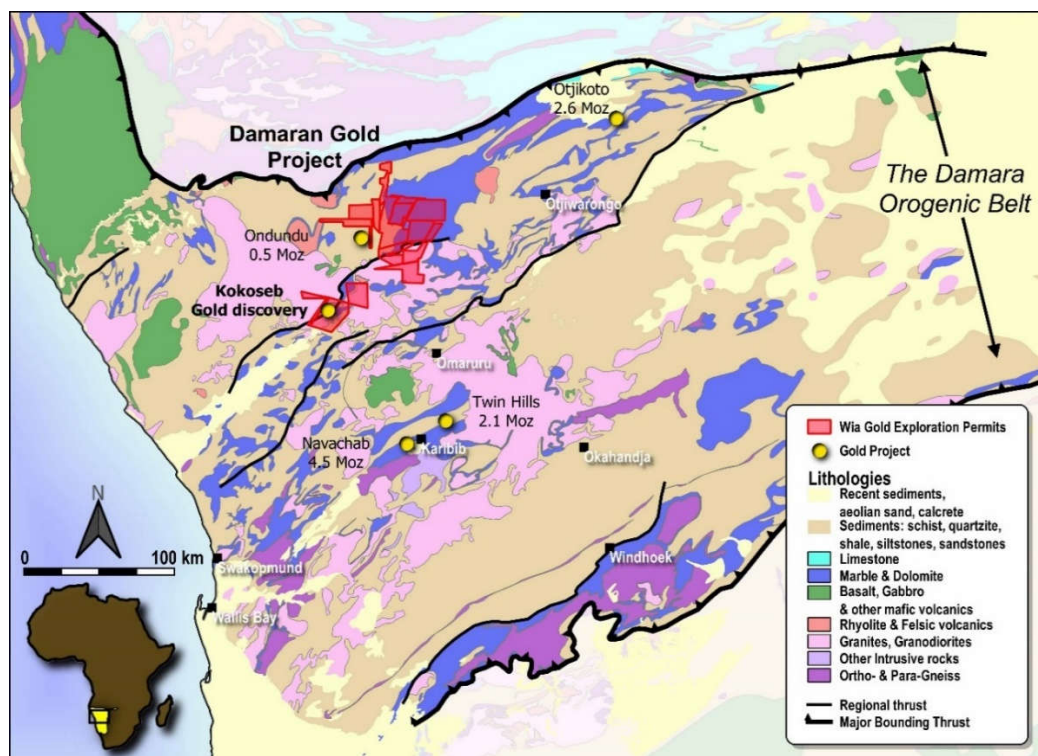 Otjikoto
2.6 Moz
Damaran Gold
Project
The Damara
Orogenic Belt
Otjiwarongo
Ondundu
0.5 Moz
Kokoseb
Gold discovery
Omaruru
Twin Hills
2.1 Moz
Navachab
4.5 Moz
Karibib
Okahandja
N
0 100 km
Swakopmund
Wallis Bay
Windhoek
Wia Gold Exploration Permits
Gold Project
Lithologies
Recent sediments,
aeolian sand, calcrete
Sediments: schist, quartzite,
shale, siltstones, sandstones
Limestone
Marble & Dolomite
Basalt, Gabbro
& other mafic volcanics
Rhyolite & Felsic volcanics
Granites, Granodiorites
Other Intrusive rocks
Ortho- & Para-Gneiss
Regional thrust
Major Bounding Thrust